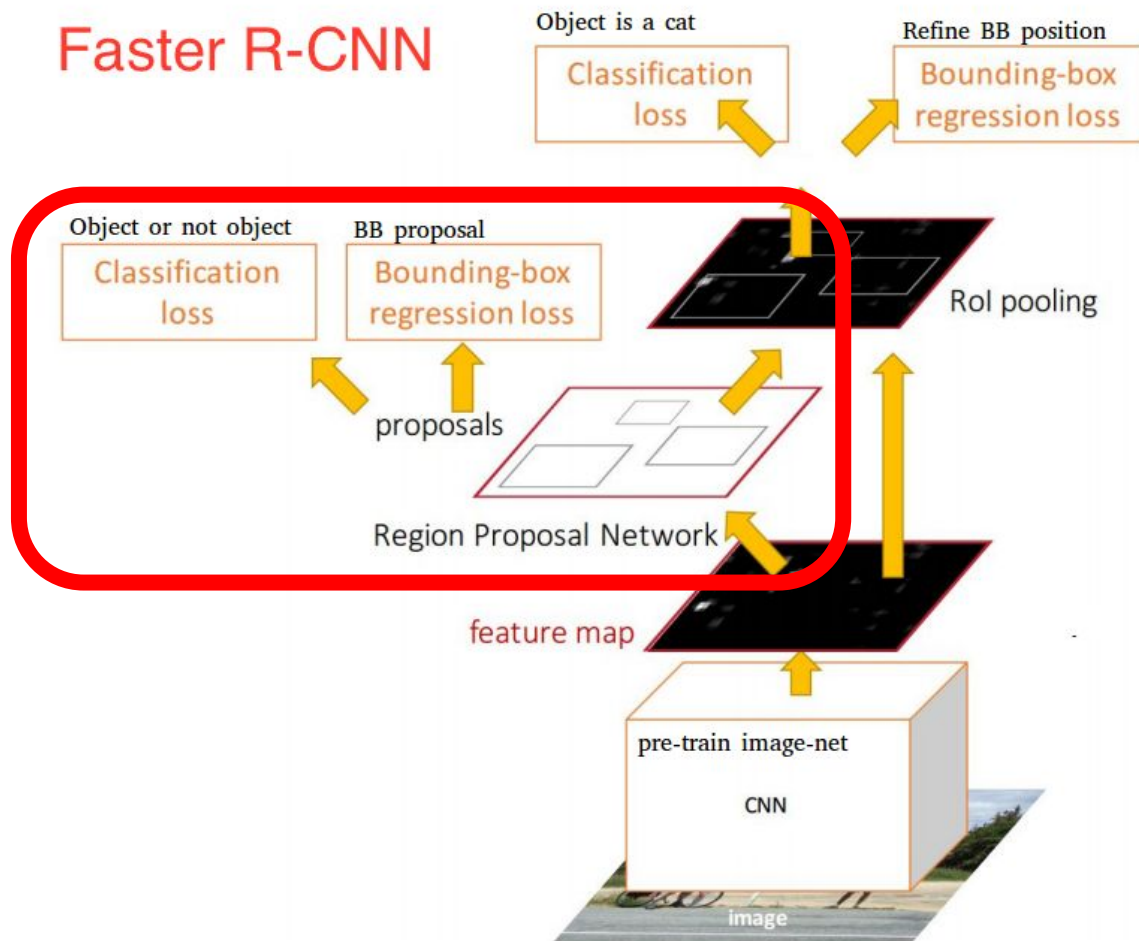 Faster R-CNN
Object is a cat
Classification
loss
Refine BB position
Bounding-box
regression loss
Object or not object
Classification
loss
BB proposal
Bounding-box
regression loss
RoI pooling
proposals
Region Proposal Network
feature map
pre-train image-net
CNN
image